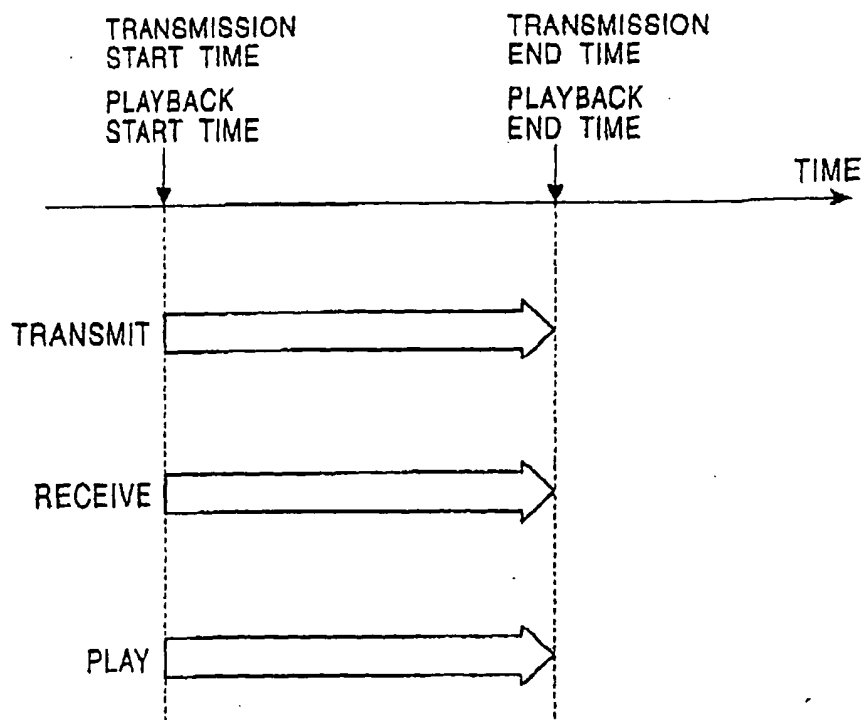 TRANSMISSION
START TIME
PLAYBACK
START TIME
TRANSMISSION
END TIME
PLAYBACK
END TIME
TIME
TRANSMIT
RECEIVE
PLAY